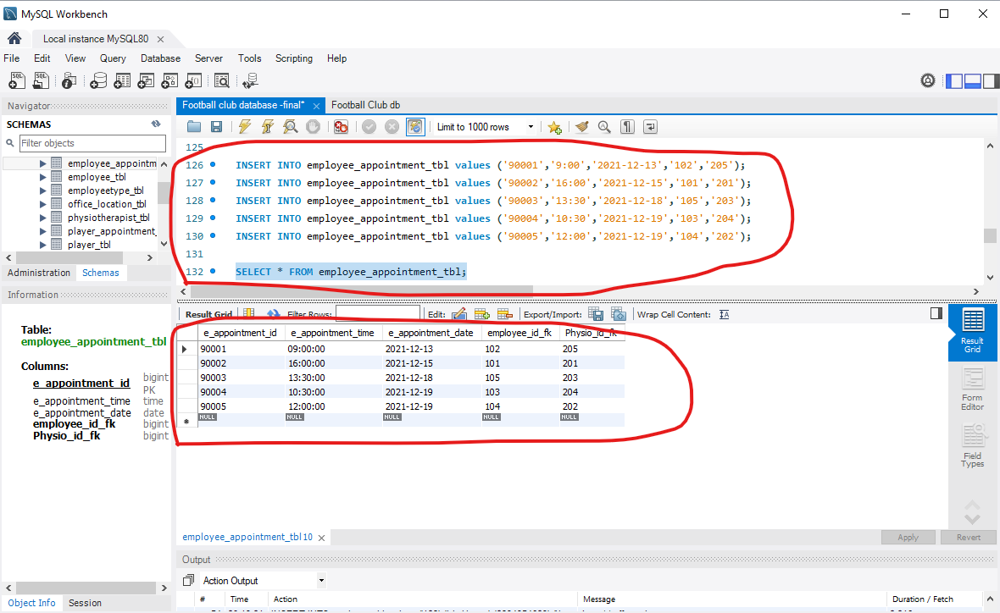 MySQL Workbench
Local instance MySQL80
File Edit View Query Database Server Tools Scripting Help
Navigator
SCHEMAS
Filter objects
employee_appointm
employee_tbl
employeetype_tbl
office_location_tbl
physiotherapist_tbl
player_appointment_
player_tbl
Administration Schemas
Information
Table:
employee_appointment_tbl
Columns:
e_appointment_id bigint
PK
e_appointment_time time
e_appointment_date date
employee_id_fk bigint
Physio_id_fk bigint
Object Info Session
Football club database -final* Football Club db
Limit to 1000 rows
125
126 INSERT INTO employee_appointment_tbl values ('90001','9:00','2021-12-13','102','205');
127 INSERT INTO employee_appointment_tbl values ('90002','16:00','2021-12-15','101','201');
128 INSERT INTO employee_appointment_tbl values ('90003','13:30','2021-12-18','105','203');
129 INSERT INTO employee_appointment_tbl values ('90004','10:30','2021-12-19','103','204');
130 INSERT INTO employee_appointment_tbl values ('90005','12:00','2021-12-19','104','202');
131
132 SELECT * FROM employee_appointment_tbl;
Result Grid Filter Rows: Edit: Export/Import: Wrap Cell Content:
e_appointment_id e_appointment_time e_appointment_date employee_id_fk Physio_id_fk
90001 09:00:00 2021-12-13 102 205
90002 16:00:00 2021-12-15 101 201
90003 13:30:00 2021-12-18 105 203
90004 10:30:00 2021-12-19 103 204
90005 12:00:00 2021-12-19 104 202
NULL NULL NULL NULL NULL
Result
Grid
Form
Editor
Field
Types
employee_appointment_tbl10
Apply Revert
Output
Action Output
# Time Action Message Duration / Fetch